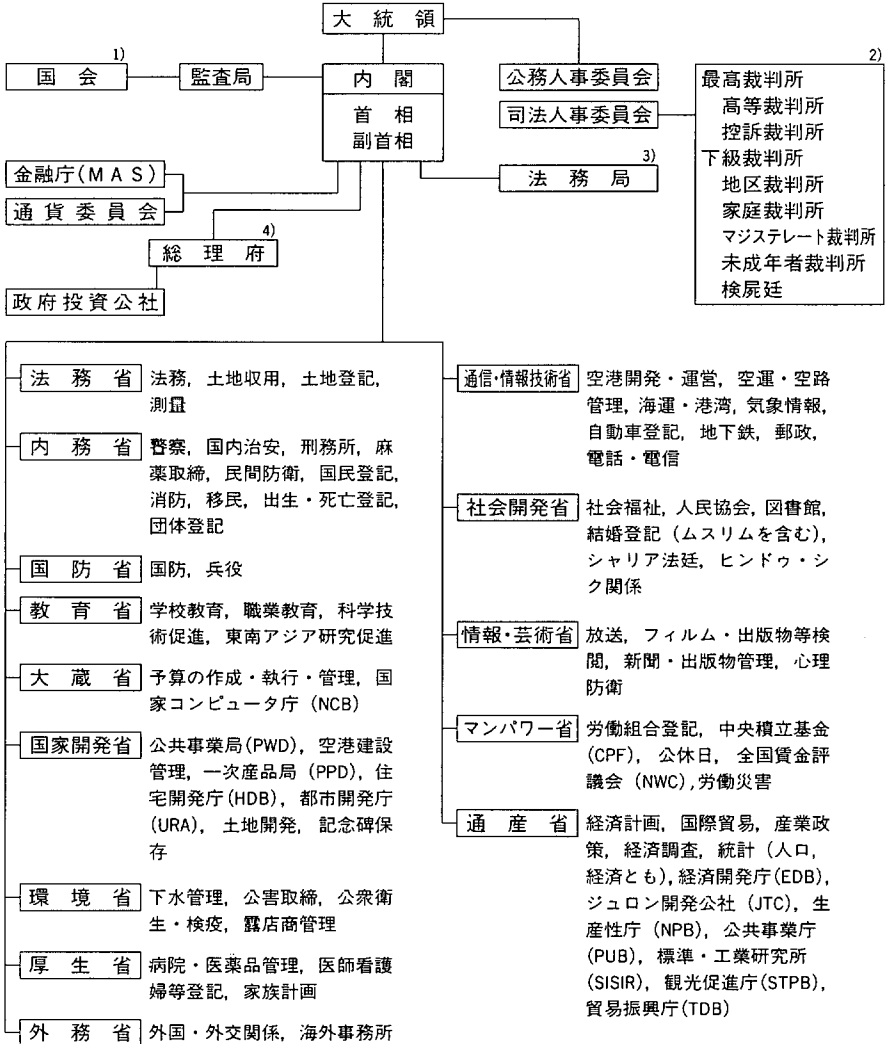 大統領
1)
国会
監査局
内閣
首相
副首相
公務人事委員会
司法人事委員会
2)
最高裁判所
高等裁判所
控訴裁判所
下級裁判所
地区裁判所
家庭裁判所
マジステレート裁判所
未成年者裁判所
検屍廷
3)
法務局
金融庁(MAS)
通貨委員会
4)
総理府
政府投資公社
法務省
法務,土地収用,土地登記,
測量
内務省
警察,国内治安,刑務所,麻
薬取締,民間防衛,国民登記,
消防,移民,出生・死亡登記,
団体登記
国防省
国防,兵役
教育省
学校教育,職業教育,科学技
術促進,東南アジア研究促進
大蔵省
予算の作成・執行・管理,国
家コンピュータ庁(NCB)
国家開発省
公共事業局(PWD),空港建設
管理,一次産品局(PPD),住
宅開発庁(HDB),都市開発庁
(URA),土地開発,記念碑保
存
環境省
下水管理,公害取締,公衆衛
生・検疫,露店商管理
厚生省
病院・医薬品管理,医師看護
婦等登記,家族計画
外務省
外国・外交関係,海外事務所
通信・情報技術省
空港開発・運営,空運・空路
管理,海運・港湾,気象情報,
自動車登記,地下鉄,郵政,
電話・電信
社会開発省
社会福祉,人民協会,図書館,
結婚登記(ムスリムを含む),
シャリア法廷,ヒンドゥ・シ
ク関係
情報・芸術省
放送,フィルム・出版物等検
閲,新聞・出版物管理,心理
防衛
マンパワー省
労働組合登記,中央積立基金
(CPF),公休日,全国賃金評
議会(NWC),労働災害
通産省
経済計画,国際貿易,産業政
策,経済調査,統計(人口,
経済とも),経済開発庁(EDB),
ジュロン開発公社(JTC),生
産性庁(NPB),公共事業庁
(PUB),標準・工業研究所
(SISIR),観光促進庁(STPB),
貿易振興庁(TDB)